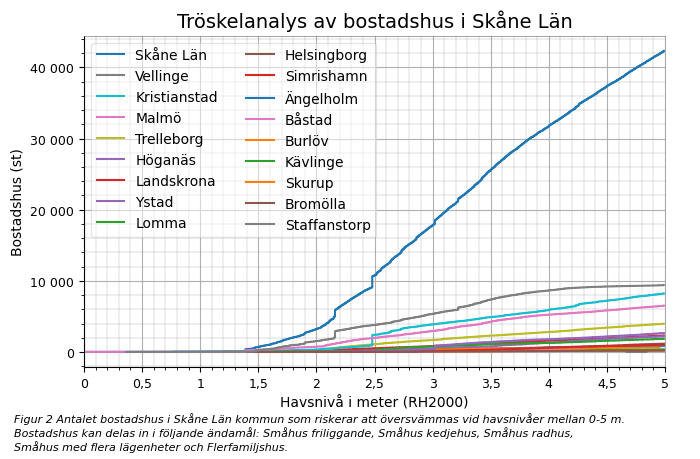 Tröskelanalys av bostadshus i Skåne Län
Bostadshus (st)
40 000
30 000
20 000
10 000
0
Skåne Län
Vellinge
Kristianstad
Malmö
Trelleborg
Höganäs
Landskrona
Ystad
Lomma
Helsingborg
Simrishamn
Ängelholm
Båstad
Burlöv
Kävlinge
Skurup
Bromölla
Staffanstorp
0 0,5 1 1,5 2 2,5 3 3,5 4 4,5 5
Havsnivå i meter (RH2000)
Figur 2 Antalet bostadshus i Skåne Län kommun som riskerar att översvämmas vid havsnivåer mellan 0-5 m.
Bostadshus kan delas in i följande ändamål: Småhus friliggande, Småhus kedjehus, Småhus radhus,
Småhus med flera lägenheter och Flerfamiljshus.